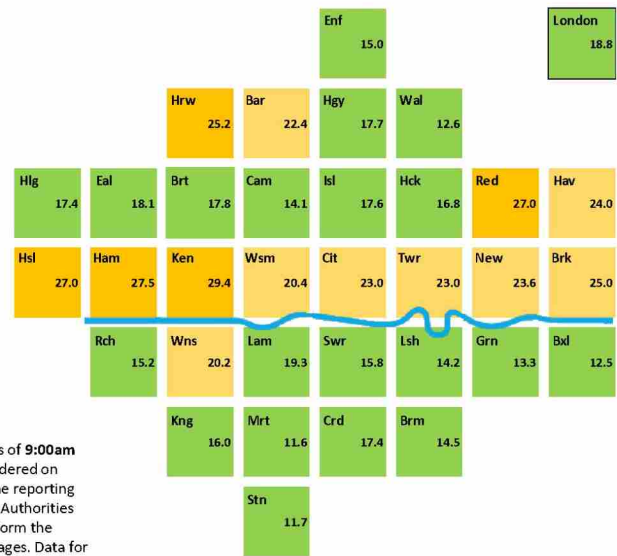 Enf
15.0
London
18.8
Hrw
25.2
Bar
22.4
Hgy
17.7
Wal
12.6
Hlg
17.4
Eal
18.1
Brt
17.8
Cam
14.1
Isl
17.6
Hck
16.8
Red
27.0
Hav
24.0
Hsl
27.0
Ham
27.5
Ken
29.4
Wsm
20.4
Cit
23.0
Twr
23.0
New
23.6
Brk
25.0
Rch
15.2
Wns
20.2
Lam
19.3
Swr
15.8
Lsh
14.2
Grn
13.3
Bxl
12.5
Kng
16.0
Mrt
11.6
Crd
17.4
Brm
14.5
Stn
11.7
s of 9:00am
dered on
e reporting
Authorities
orm the
ages. Data for